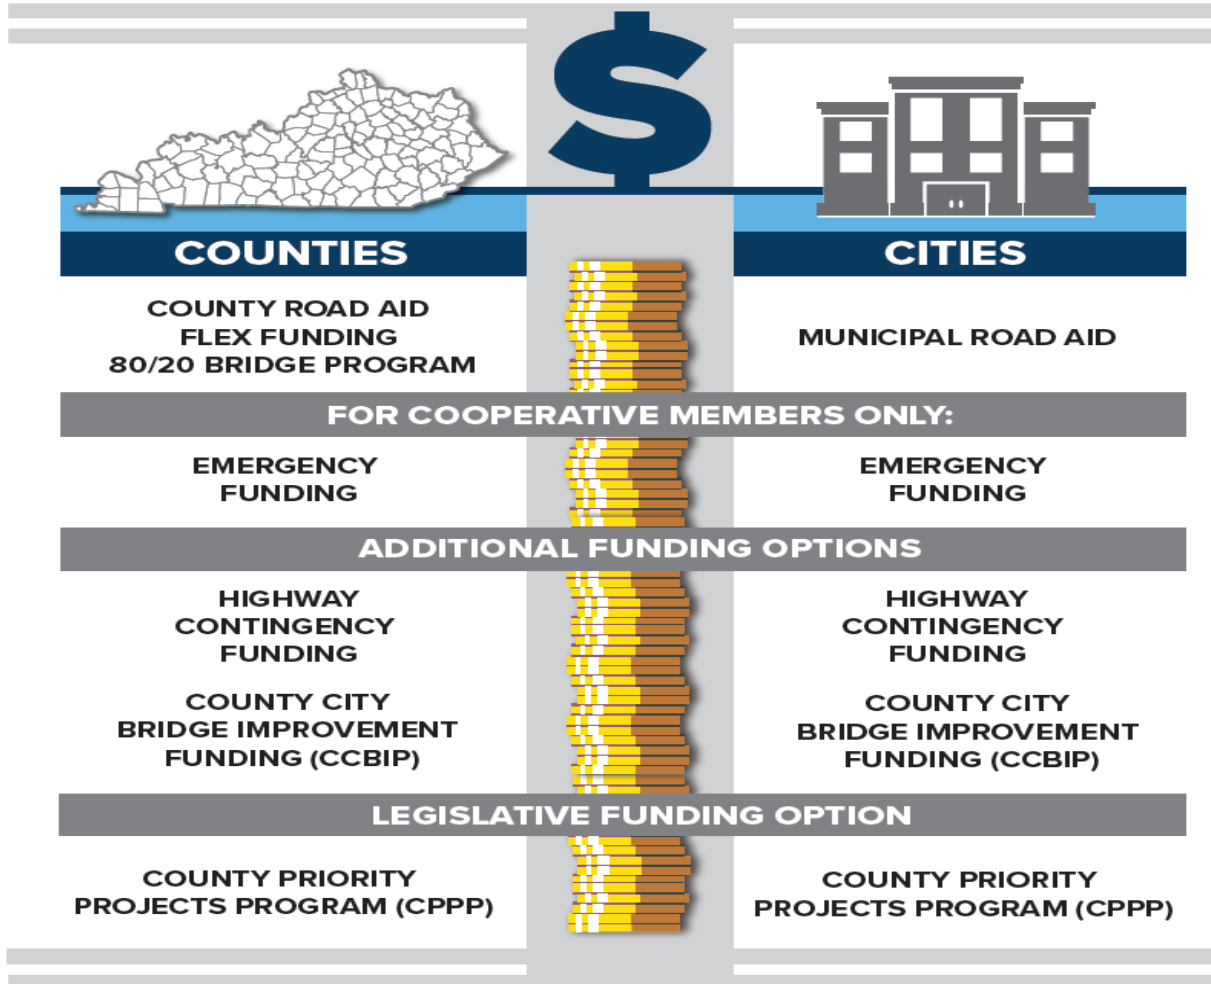 $
COUNTIES
CITIES
COUNTY ROAD AID
FLEX FUNDING
80/20 BRIDGE PROGRAM
MUNICIPAL ROAD AID
FOR COOPERATIVE MEMBERS ONLY:
EMERGENCY
FUNDING
EMERGENCY
FUNDING
ADDITIONAL FUNDING OPTIONS
HIGHWAY
CONTINGENCY
FUNDING
COUNTY CITY
BRIDGE IMPROVEMENT
FUNDING (CCBIP)
HIGHWAY
CONTINGENCY
FUNDING
COUNTY CITY
BRIDGE IMPROVEMENT
FUNDING (CCBIP)
LEGISLATIVE FUNDING OPTION
COUNTY PRIORITY
PROJECTS PROGRAM (CPPP)
COUNTY PRIORITY
PROJECTS PROGRAM (CPPP)